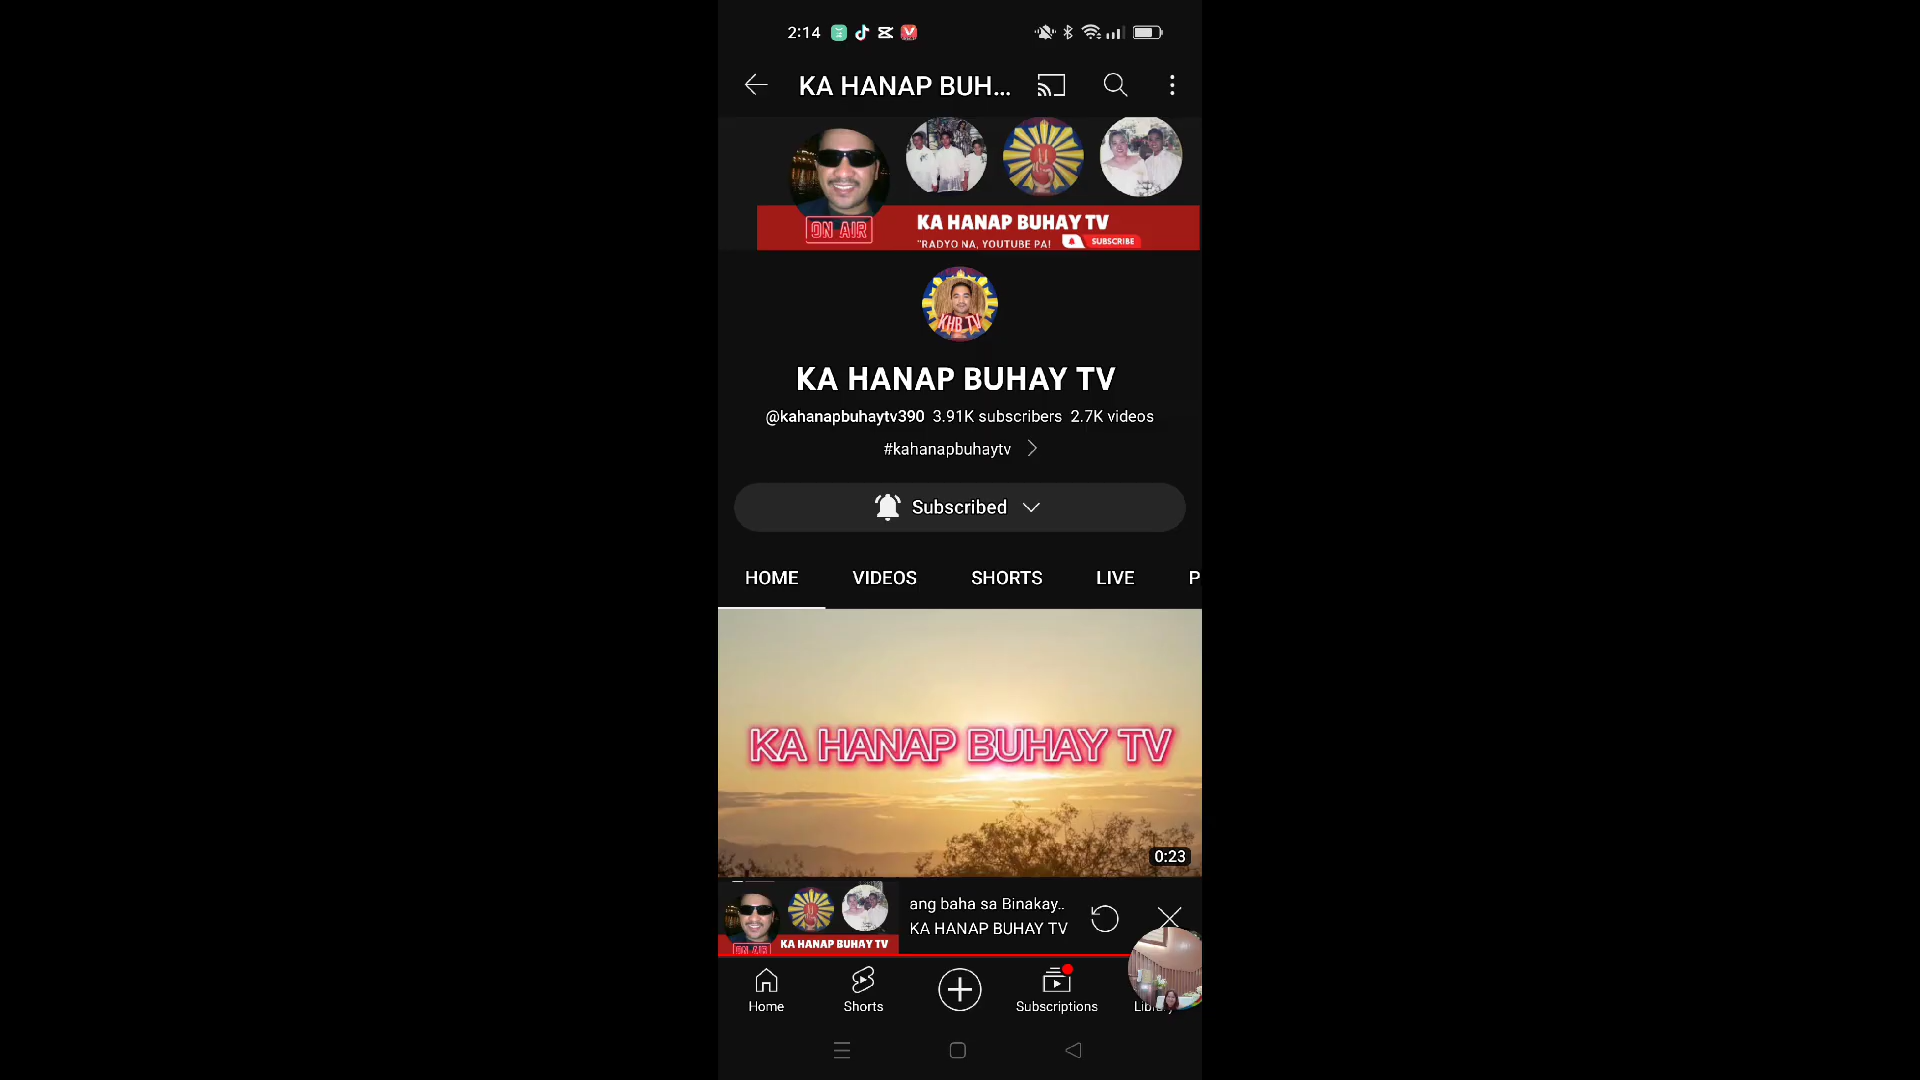 2:14
KA HANAP BUH...
ON AIR
KA HANAP BUHAY TV
"RADYO NA, YOUTUBE PA!
SUBSCRIBE
KHB TV
KA HANAP BUHAY TV
@kahanapbuhaytv390 3.91K subscribers 2.7K videos
#kahanapbuhaytv
Subscribed
HOME VIDEOS SHORTS LIVE P
KA HANAP BUHAY TV
0:23
ang baha sa Binakay..
KA HANAP BUHAY TV
KA HANAP BUHAY TV
ON AIR
Home Shorts Subscriptions